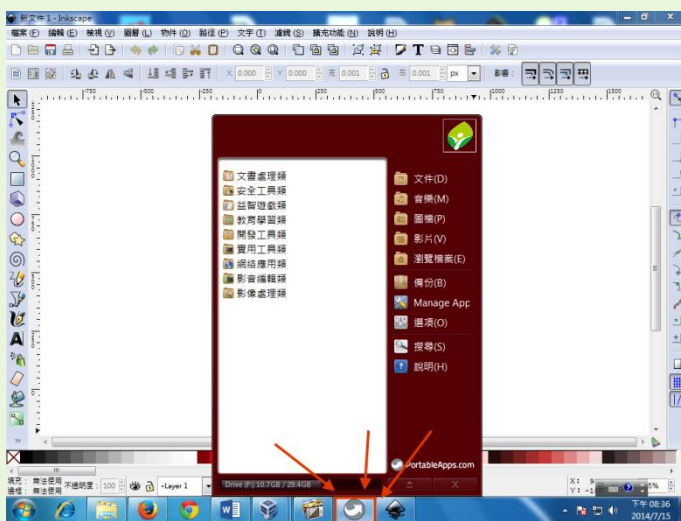 新文件 1 - Inkscape
檔案(F) 編輯(E) 檢視(V) 圖層(L) 物件(O) 路徑(P) 文字(T) 濾鏡(S) 擴充功能(N) 說明(H)
X 0.000 Y 0.000 寬 0.001 高 0.001 px 影響:
文書處理類
安全工具類
益智遊戲類
教育學習類
開發工具類
實用工具類
網絡應用類
影音編輯類
影像處理類
文件(D)
音樂(M)
圖檔(P)
影片(V)
瀏覽檔案(E)
備份(B)
Manage App
選項(O)
搜尋(S)
說明(H)
PortableApps.com
Drive (F:) 10.7GB / 29.4GB
填充: 無法使用
邊框: 無法使用
不透明度: 100
-Layer 1
X:
Y:
下午 08:36
2014/7/15